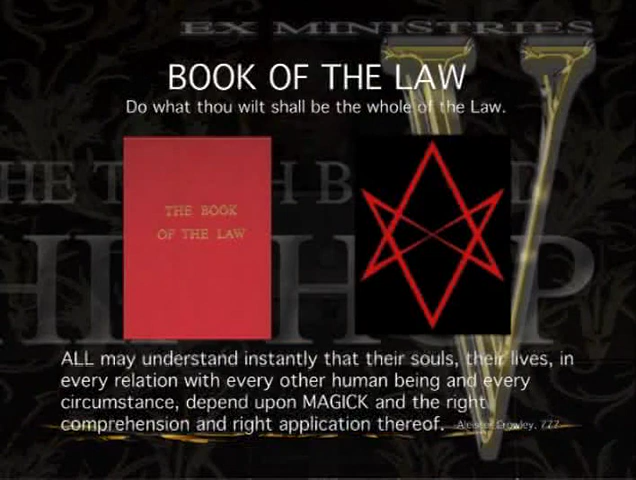 EX MINISTRIES
BOOK OF THE LAW
Do what thou wilt shall be the whole of the Law.
THE BOOK
OF THE LAW
ALL may understand instantly that their souls, their lives, in
every relation with every other human being and every
circumstance, depend upon MAGICK and the right
comprehension and right application thereof. Aleister Crowley, 777